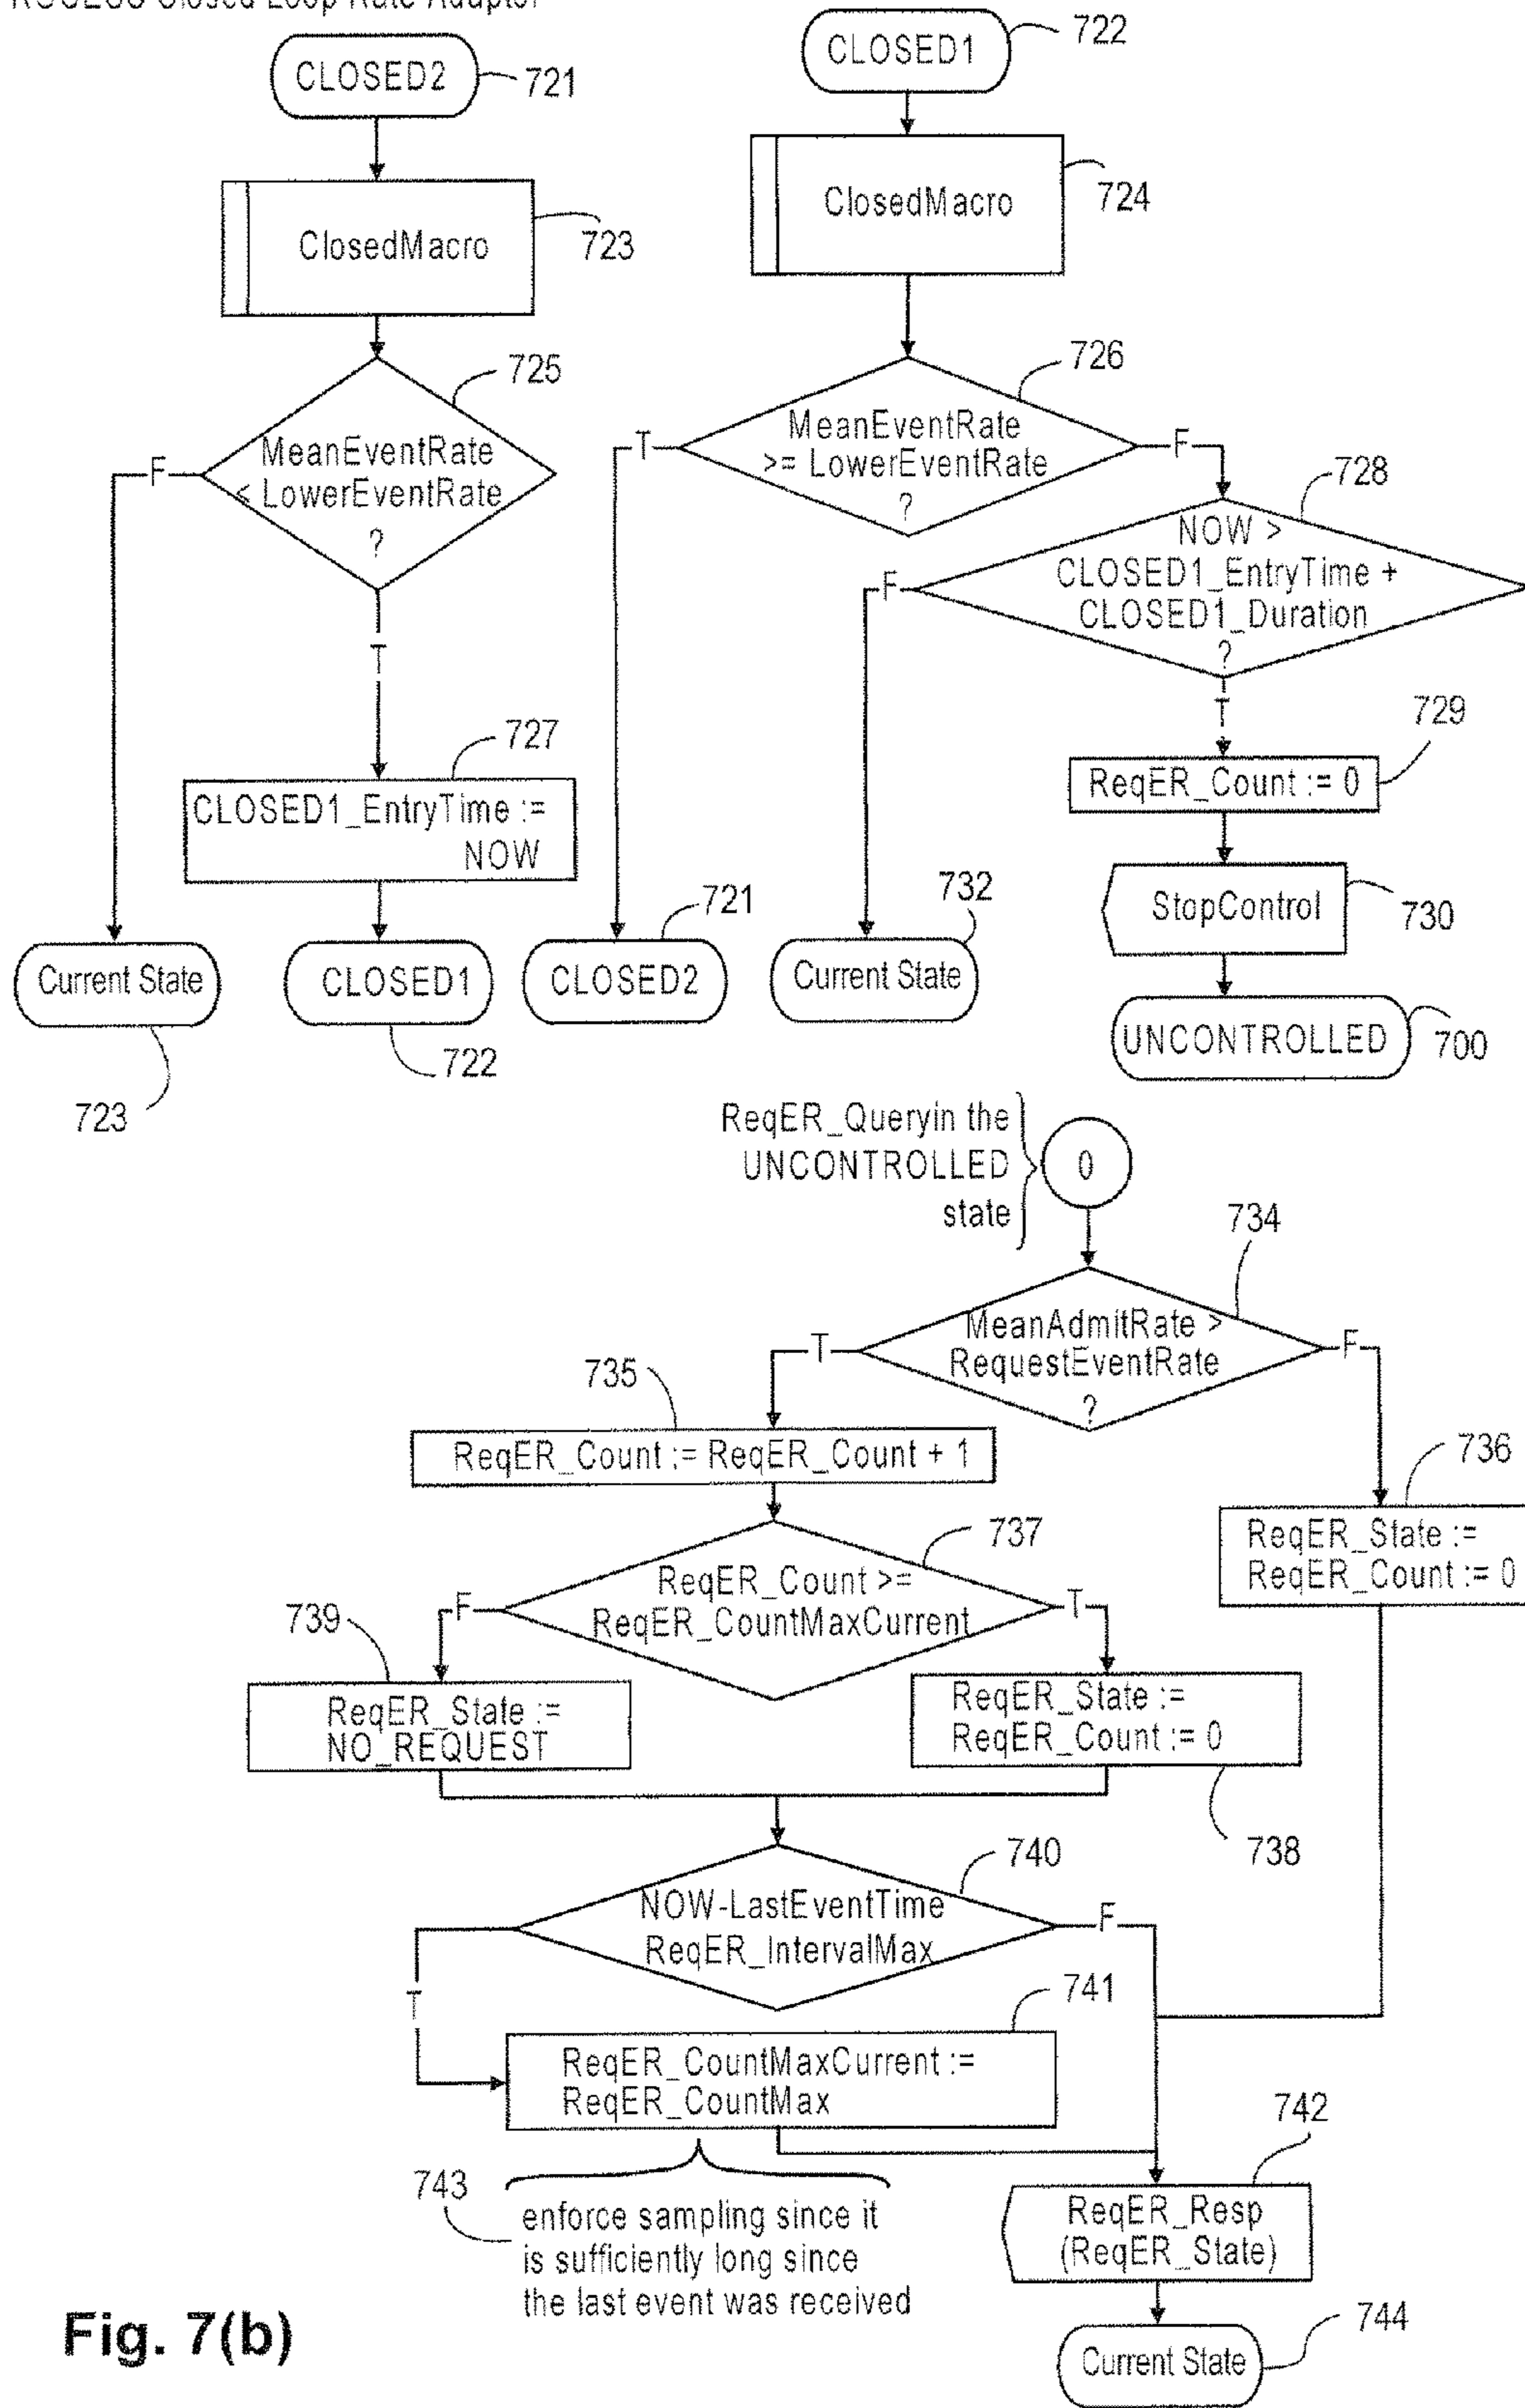 Closed Loop Rate Adapter
CLOSED2
721
ClosedMacro
723
725
MeanEventRate
< LowerEventRate
?
F
T
727
CLOSED1_EntryTime :=
NOW
Current State
723
CLOSED1
722
CLOSED1
722
ClosedMacro
724
726
MeanEventRate
>= LowerEventRate
?
T
F
728
NOW >
CLOSED1_EntryTime +
CLOSED1_Duration
?
F
T
729
ReqER_Count := 0
StopControl
730
UNCONTROLLED
700
721
CLOSED2
732
Current State
ReqER_Queryin the
UNCONTROLLED
state
0
734
MeanAdmitRate >
RequestEventRate
?
T
F
735
ReqER_Count := ReqER_Count + 1
736
ReqER_State :=
ReqER_Count := 0
737
ReqER_Count >=
ReqER_CountMaxCurrent
F
T
739
ReqER_State :=
NO_REQUEST
ReqER_State :=
ReqER_Count := 0
738
740
NOW-LastEventTime
ReqER_IntervalMax
F
T
741
ReqER_CountMaxCurrent :=
ReqER_CountMax
743
enforce sampling since it
is sufficiently long since
the last event was received
742
ReqER_Resp
(ReqER_State)
744
Current State
Fig. 7(b)